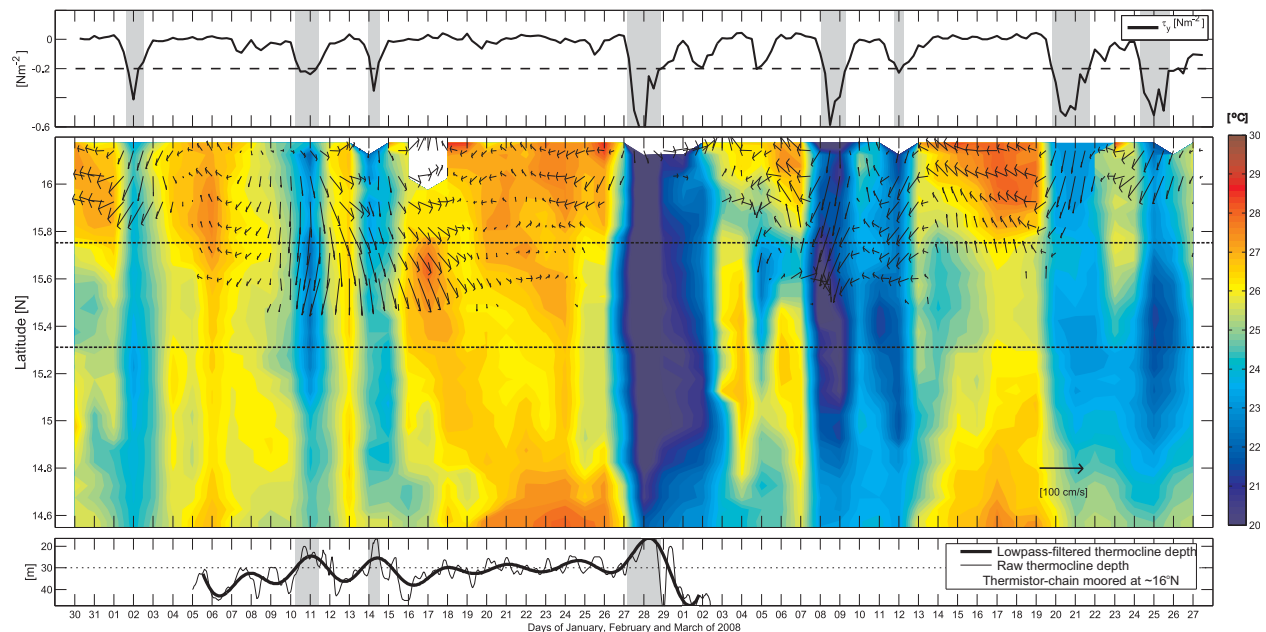 τy [Nm-2]
0
-0.2
-0.6
[Nm-2]
[ºC]
30
29
28
27
26
25
24
23
22
21
20
16
15.8
15.6
15.4
15.2
15
14.8
14.6
Latitude [N]
[100 cm/s]
20
30
40
[m]
Lowpass-filtered thermocline depth
Raw thermocline depth
Thermistor-chain moored at ~16°N
30 31 01 02 03 04 05 06 07 08 09 10 11 12 13 14 15 16 17 18 19 20 21 22 23 24 25 26 27 28 29 01 02 03 04 05 06 07 08 09 10 11 12 13 14 15 16 17 18 19 20 21 22 23 24 25 26 27
Days of January, February and March of 2008